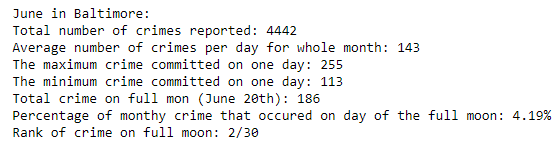 June in Baltimore:
Total number of crimes reported: 4442
Average number of crimes per day for whole month: 143
The maximum crime committed on one day: 255
The minimum crime committed on one day: 113
Total crime on full mon (June 20th): 186
Percentage of monthy crime that occured on day of the full moon: 4.19%
Rank of crime on full moon: 2/30